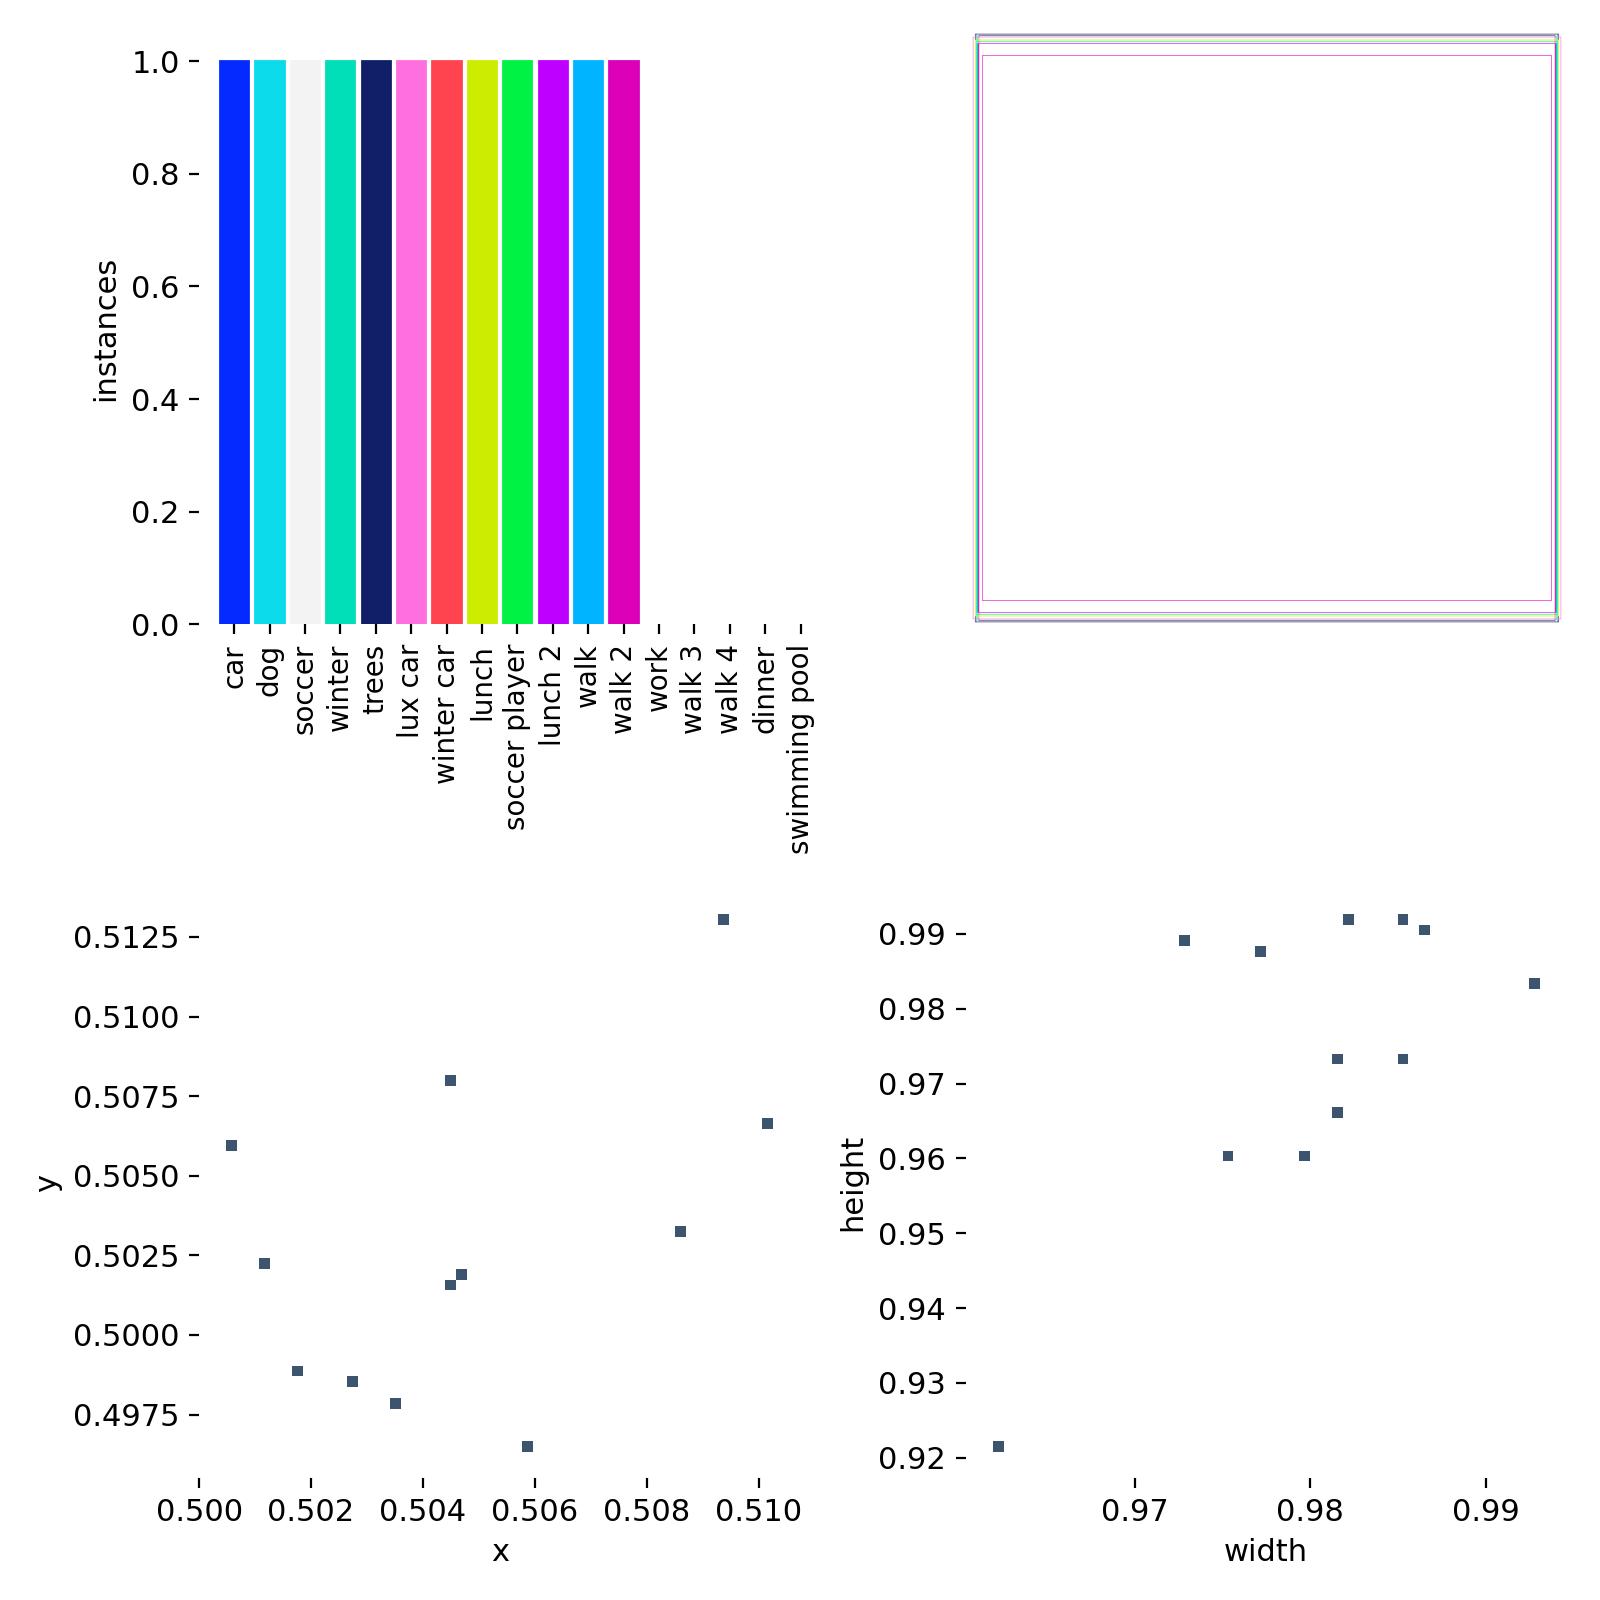 1.0
0.8
0.6
0.4
0.2
0.0
instances
car
dog
soccer
winter
trees
lux car
winter car
lunch
soccer player
lunch 2
walk
walk 2
work
walk 3
walk 4
dinner
swimming pool
0.5125
0.5100
0.5075
0.5050
0.5025
0.5000
0.4975
y
0.500 0.502 0.504 0.506 0.508 0.510
x
0.99
0.98
0.97
0.96
0.95
0.94
0.93
0.92
height
0.97 0.98 0.99
width